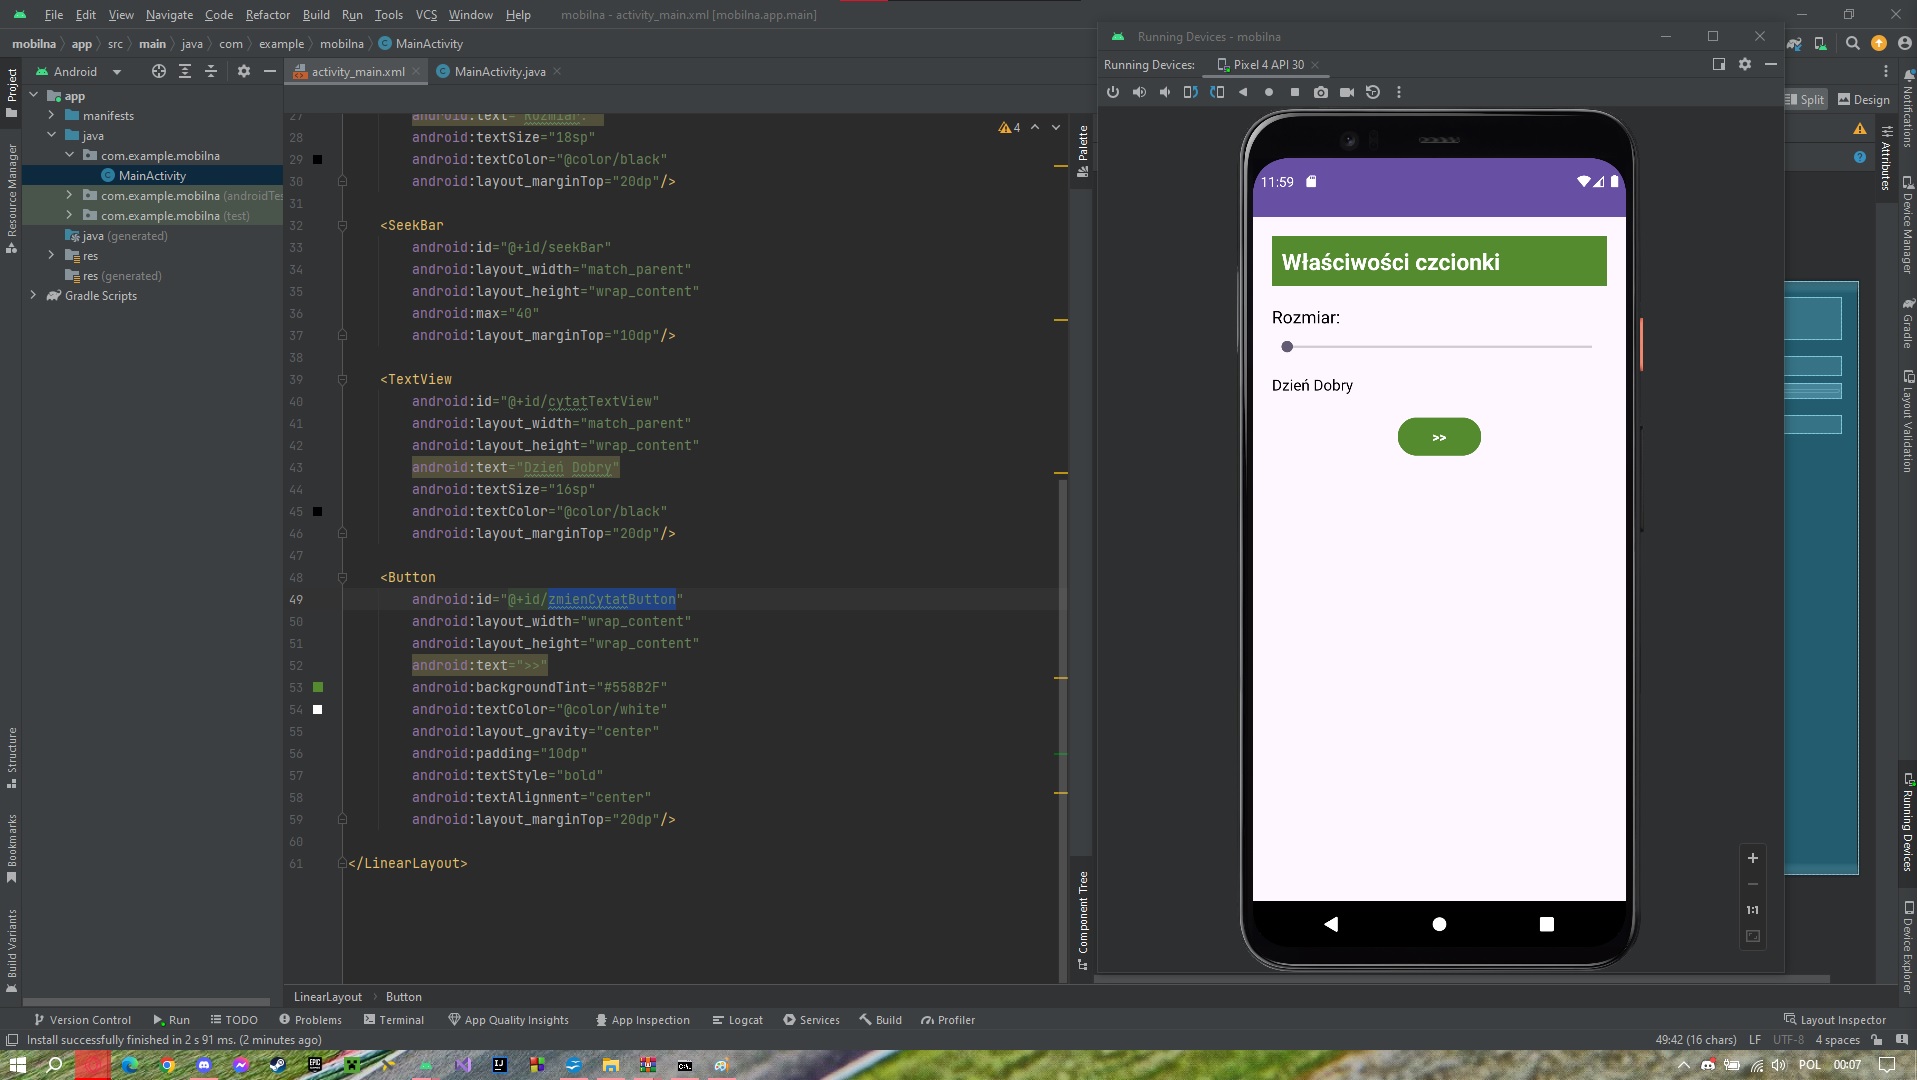 File Edit View Navigate Code Refactor Build Run Tools VCS Window Help mobilna - activity_main.xml [mobilna.app.main]
mobilna app src main java com example mobilna MainActivity
Running Devices - mobilna
Project
Android
activity_main.xml
MainActivity.java
Running Devices: Pixel 4 API 30
Split Design
Notifications
app
manifests
java
com.example.mobilna
MainActivity
com.example.mobilna (androidTes
com.example.mobilna (test)
java (generated)
res
res (generated)
Gradle Scripts
Resource Manager
Structure
Bookmarks
Build Variants
4
27 android:text="Rozmiar:"
28 android:textSize="18sp"
29 android:textColor="@color/black"
30 android:layout_marginTop="20dp"/>
31
32 <SeekBar
33 android:id="@+id/seekBar"
34 android:layout_width="match_parent"
35 android:layout_height="wrap_content"
36 android:max="40"
37 android:layout_marginTop="10dp"/>
38
39 <TextView
40 android:id="@+id/cytatTextView"
41 android:layout_width="match_parent"
42 android:layout_height="wrap_content"
43 android:text="Dzień Dobry"
44 android:textSize="16sp"
45 android:textColor="@color/black"
46 android:layout_marginTop="20dp"/>
47
48 <Button
49 android:id="@+id/zmienCytatButton"
50 android:layout_width="wrap_content"
51 android:layout_height="wrap_content"
52 android:text=">>"
53 android:backgroundTint="#558B2F"
54 android:textColor="@color/white"
55 android:layout_gravity="center"
56 android:padding="10dp"
57 android:textStyle="bold"
58 android:textAlignment="center"
59 android:layout_marginTop="20dp"/>
60
61 </LinearLayout>
Palette
Component Tree
11:59
Właściwości czcionki
Rozmiar:
Dzień Dobry
>>
1:1
Attributes
Device Manager
Gradle
Layout Validation
Running Devices
Device Explorer
LinearLayout Button
Version Control Run TODO Problems Terminal App Quality Insights App Inspection Logcat Services Build Profiler Layout Inspector
Install successfully finished in 2 s 91 ms. (2 minutes ago) 49:42 (16 chars) LF UTF-8 4 spaces
POL 00:07